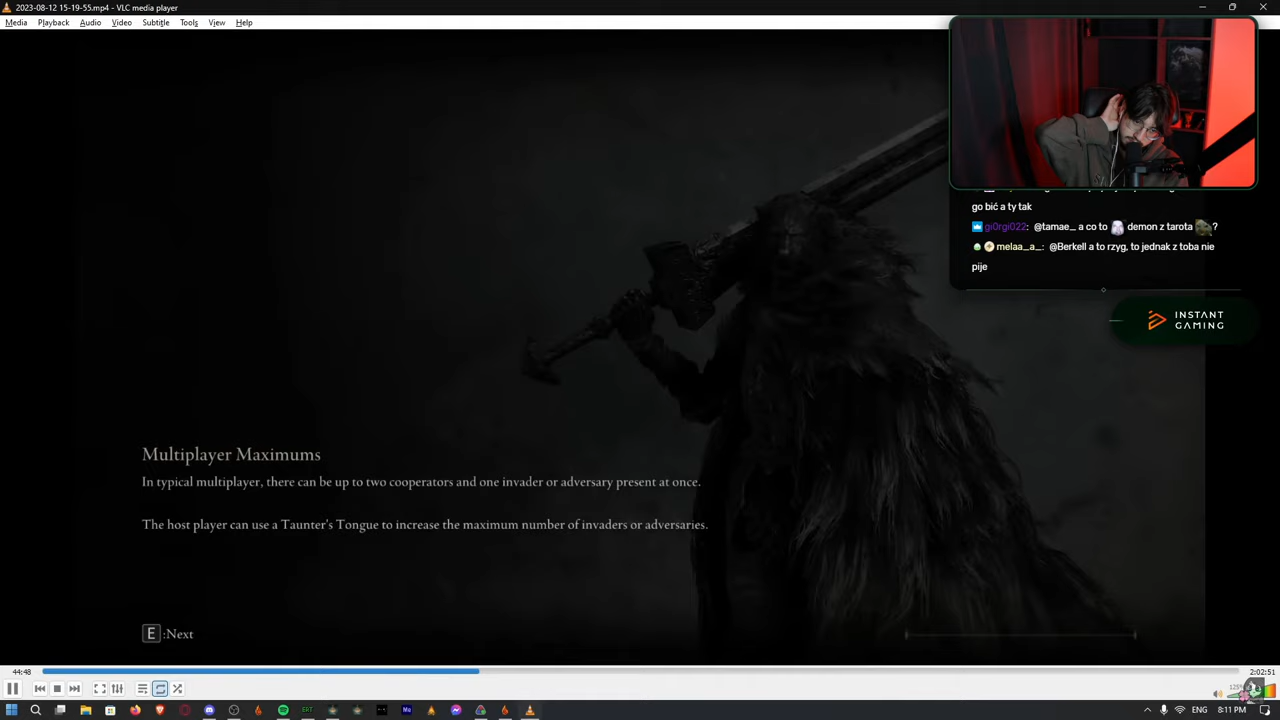 2023-08-12 15-19-55.mp4 - VLC media player
Media Playback Audio Video Subtitle Tools View Help
go bić a ty tak
gi0rgi022: @tamae_ a co to demon z tarota ?
melaa_a_: @Berkell a to rzyg, to jednak z toba nie
pije
INSTANT
GAMING
Multiplayer Maximums
In typical multiplayer, there can be up to two cooperators and one invader or adversary present at once.
The host player can use a Taunter's Tongue to increase the maximum number of invaders or adversaries.
E :Next
44:48
2:02:51
ERT
Me
ENG
8:11 PM